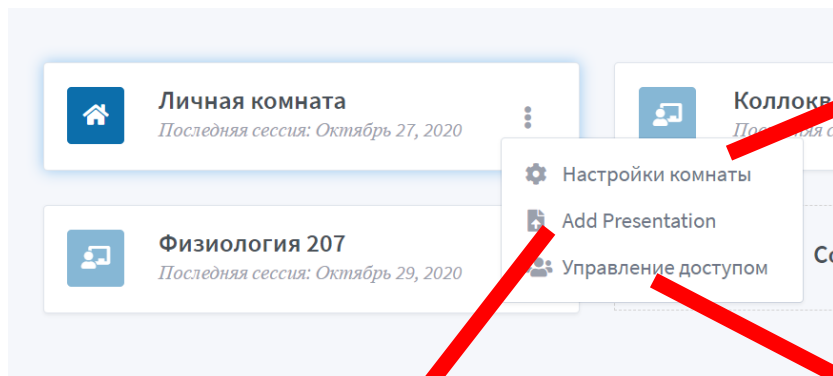 Личная комната
Последняя сессия: Октябрь 27, 2020
Настройки комнаты
Add Presentation
Управление доступом
Физиология 207
Последняя сессия: Октябрь 29, 2020